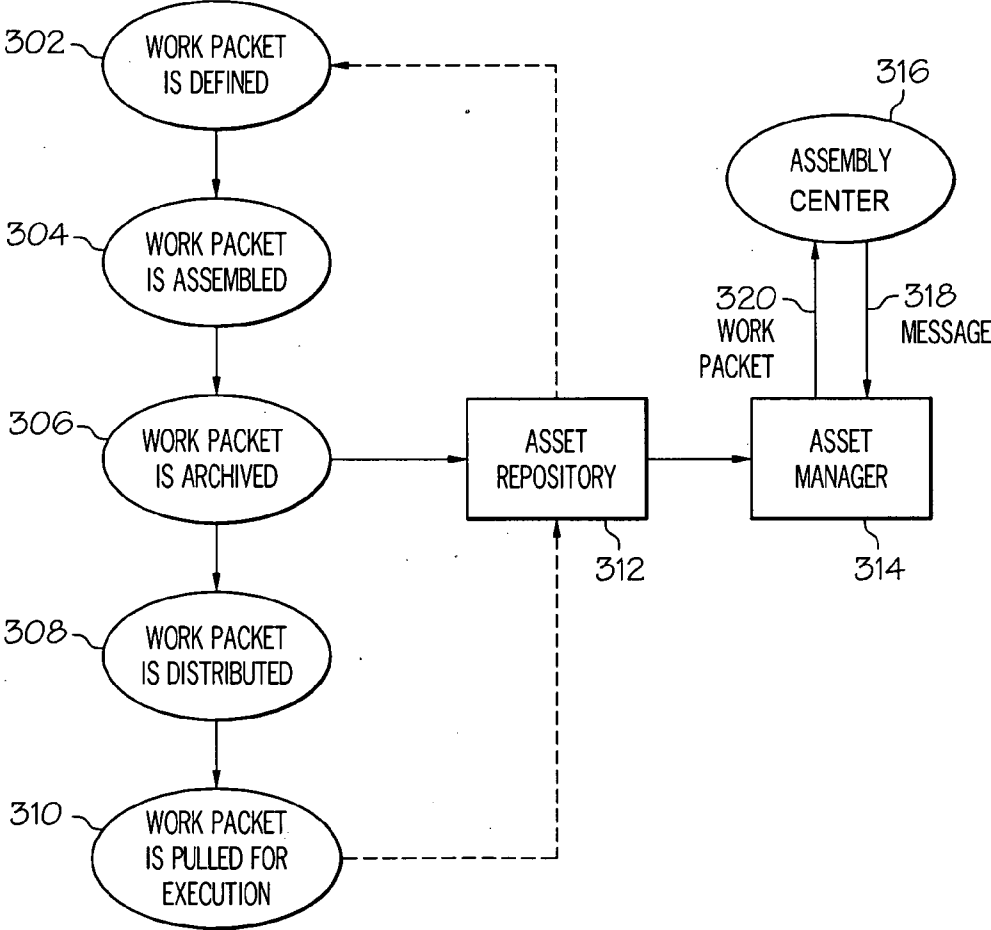 302
WORK PACKET
IS DEFINED
304
WORK PACKET
IS ASSEMBLED
306
WORK PACKET
IS ARCHIVED
308
WORK PACKET
IS DISTRIBUTED
310
WORK PACKET
IS PULLED FOR
EXECUTION
ASSET
REPOSITORY
312
316
ASSEMBLY
CENTER
320
WORK
PACKET
318
MESSAGE
ASSET
MANAGER
314